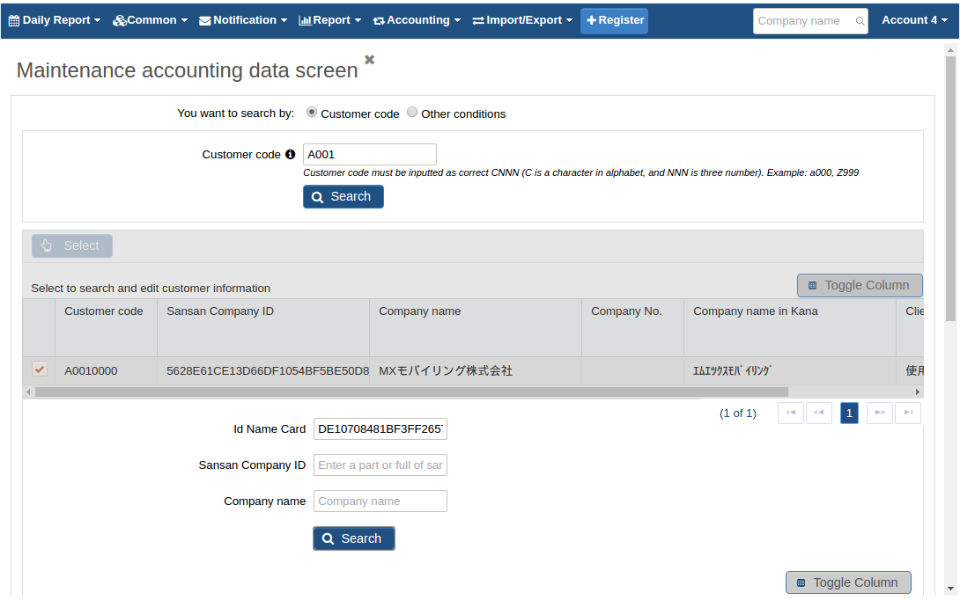 Daily Report Common Notification Report Accounting Import/Export Register Company name Account 4
Maintenance accounting data screen
You want to search by: Customer code Other conditions
Customer code A001
Customer code must be inputted as correct CNNN (C is a character in alphabet, and NNN is three number). Example: a000, Z999
Search
Select
Select to search and edit customer information Toggle Column
Customer code Sansan Company ID Company name Company No. Company name in Kana Clie
A0010000 5628E61CE13D66DF1054BF5BE50D8 MXモバイリング株式会社 ｴﾑｴｯｸｽﾓﾊﾞｲﾘﾝｸﾞ 使用
(1 of 1) 1
Id Name Card DE10708481BF3FF265
Sansan Company ID Enter a part or full of sar
Company name Company name
Search
Toggle Column